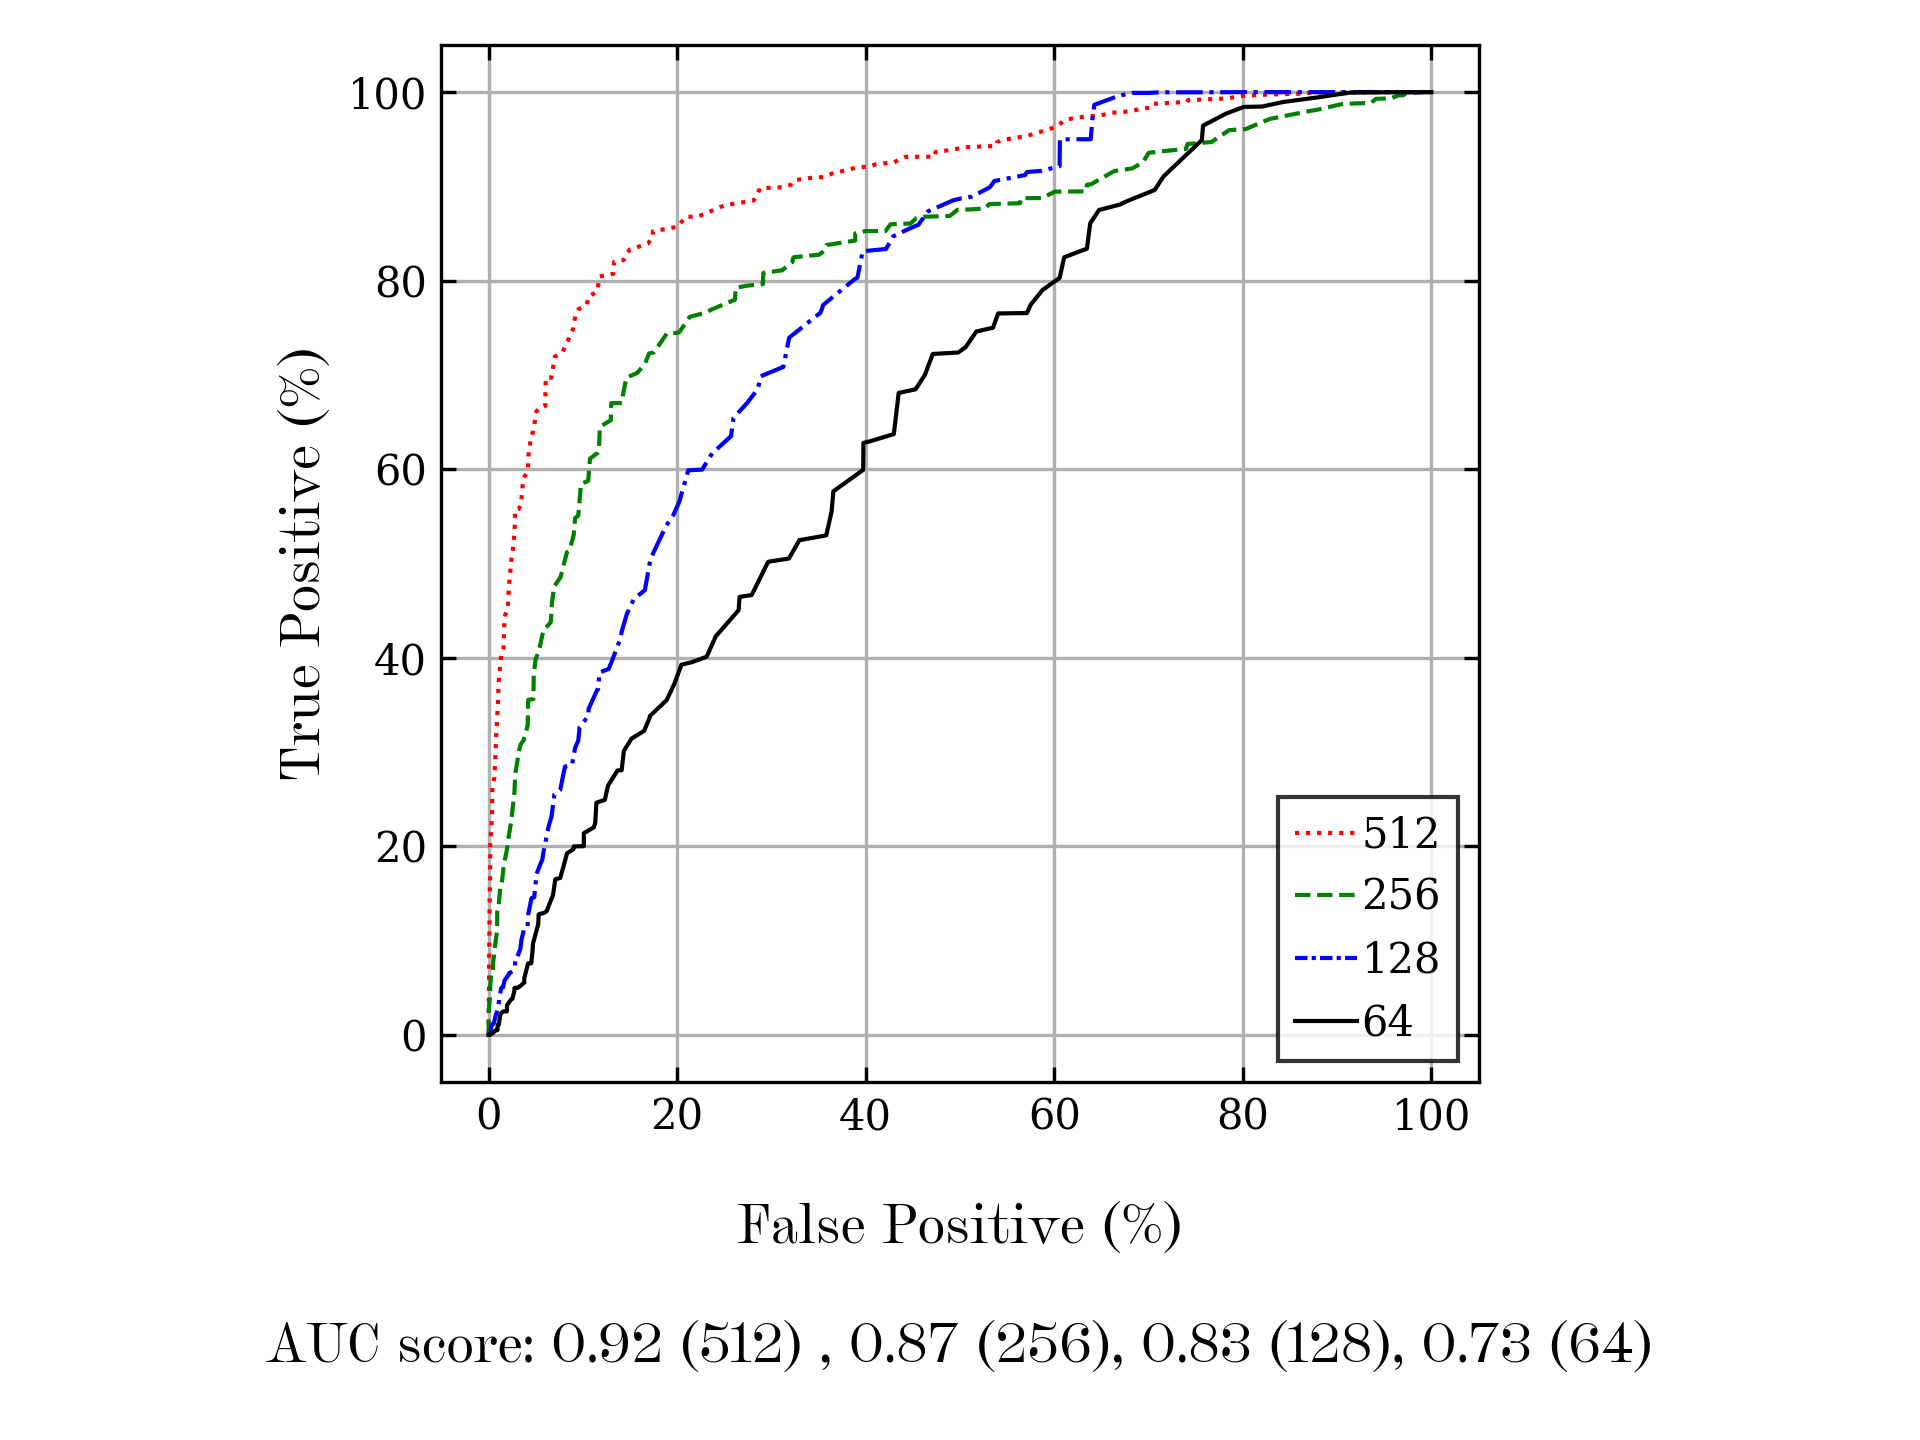 100
80
60
40
20
0
True Positive (%)
512
256
128
64
0 20 40 60 80 100
False Positive (%)
AUC score: 0.92 (512) , 0.87 (256), 0.83 (128), 0.73 (64)